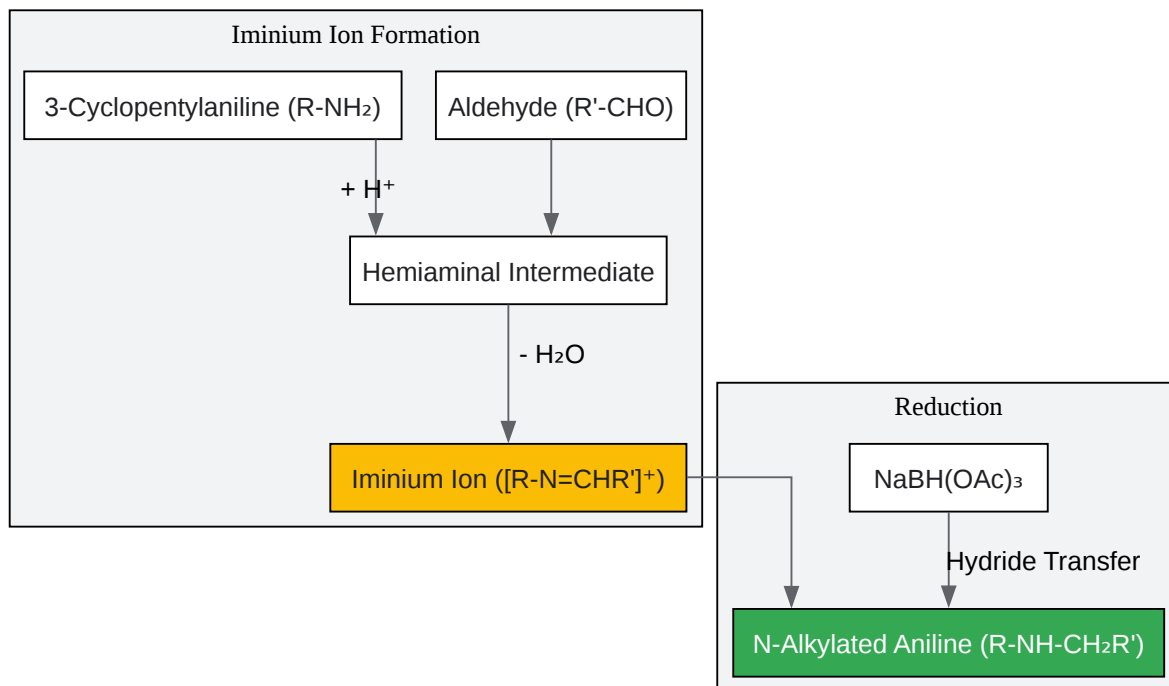 Iminium Ion Formation
3-Cyclopentylaniline (R-NH₂)
Aldehyde (R'-CHO)
+ H⁺
Hemiaminal Intermediate
- H₂O
Iminium Ion ([R-N=CHR']⁺)
Reduction
NaBH(OAc)₃
Hydride Transfer
N-Alkylated Aniline (R-NH-CH₂R')